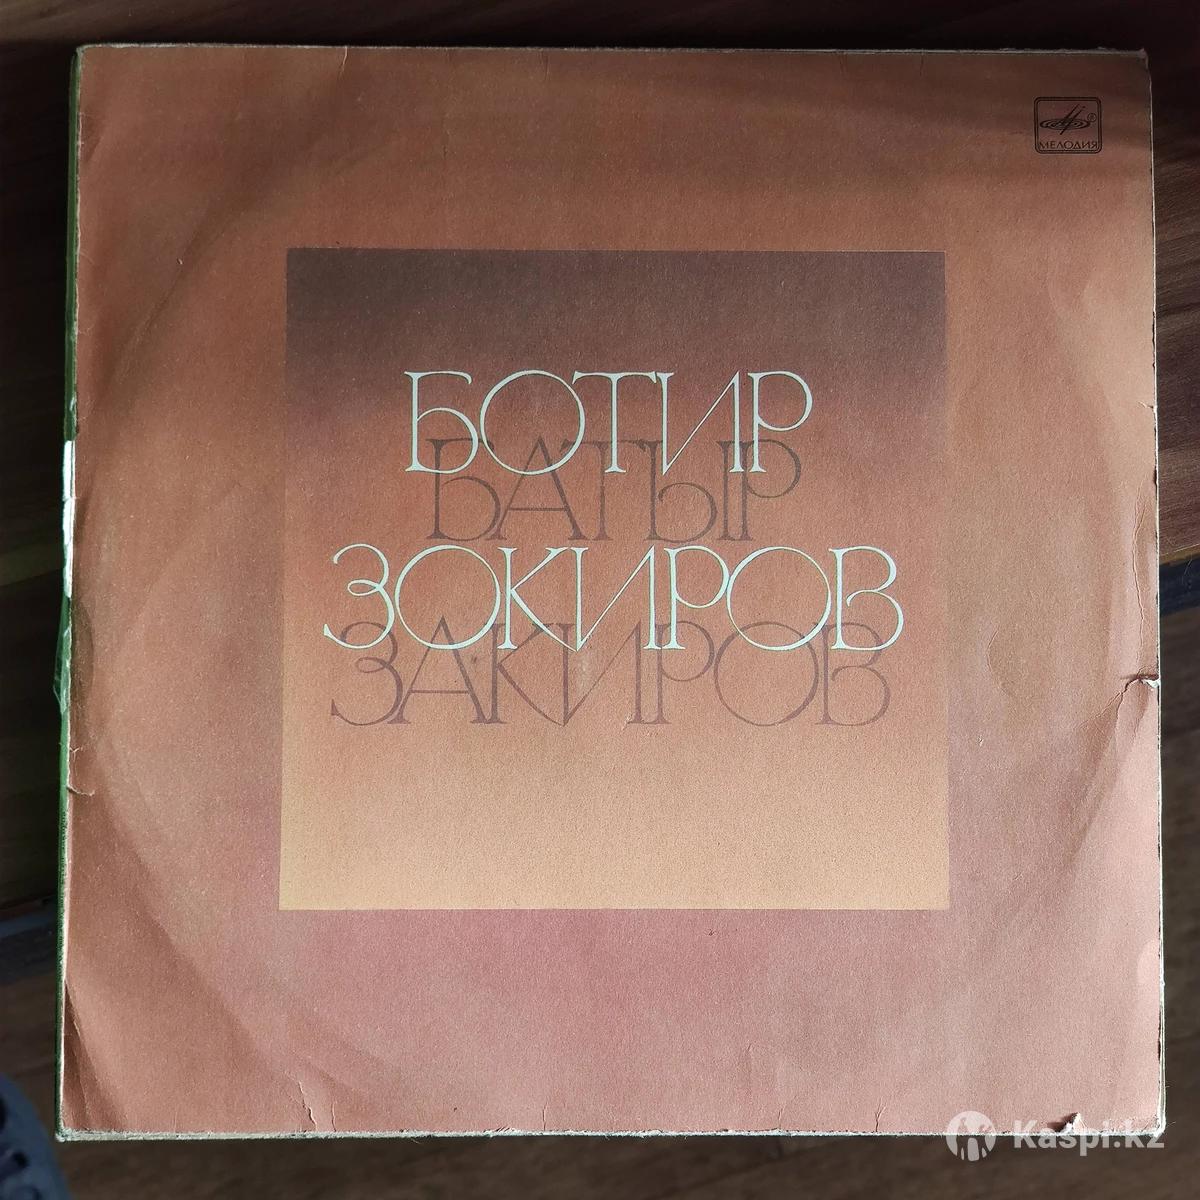 МЕЛОДИЯ
БОТИР
БАТЫР
ЗОКИРОВ
ЗАКИРОВ
Kaspi.kz